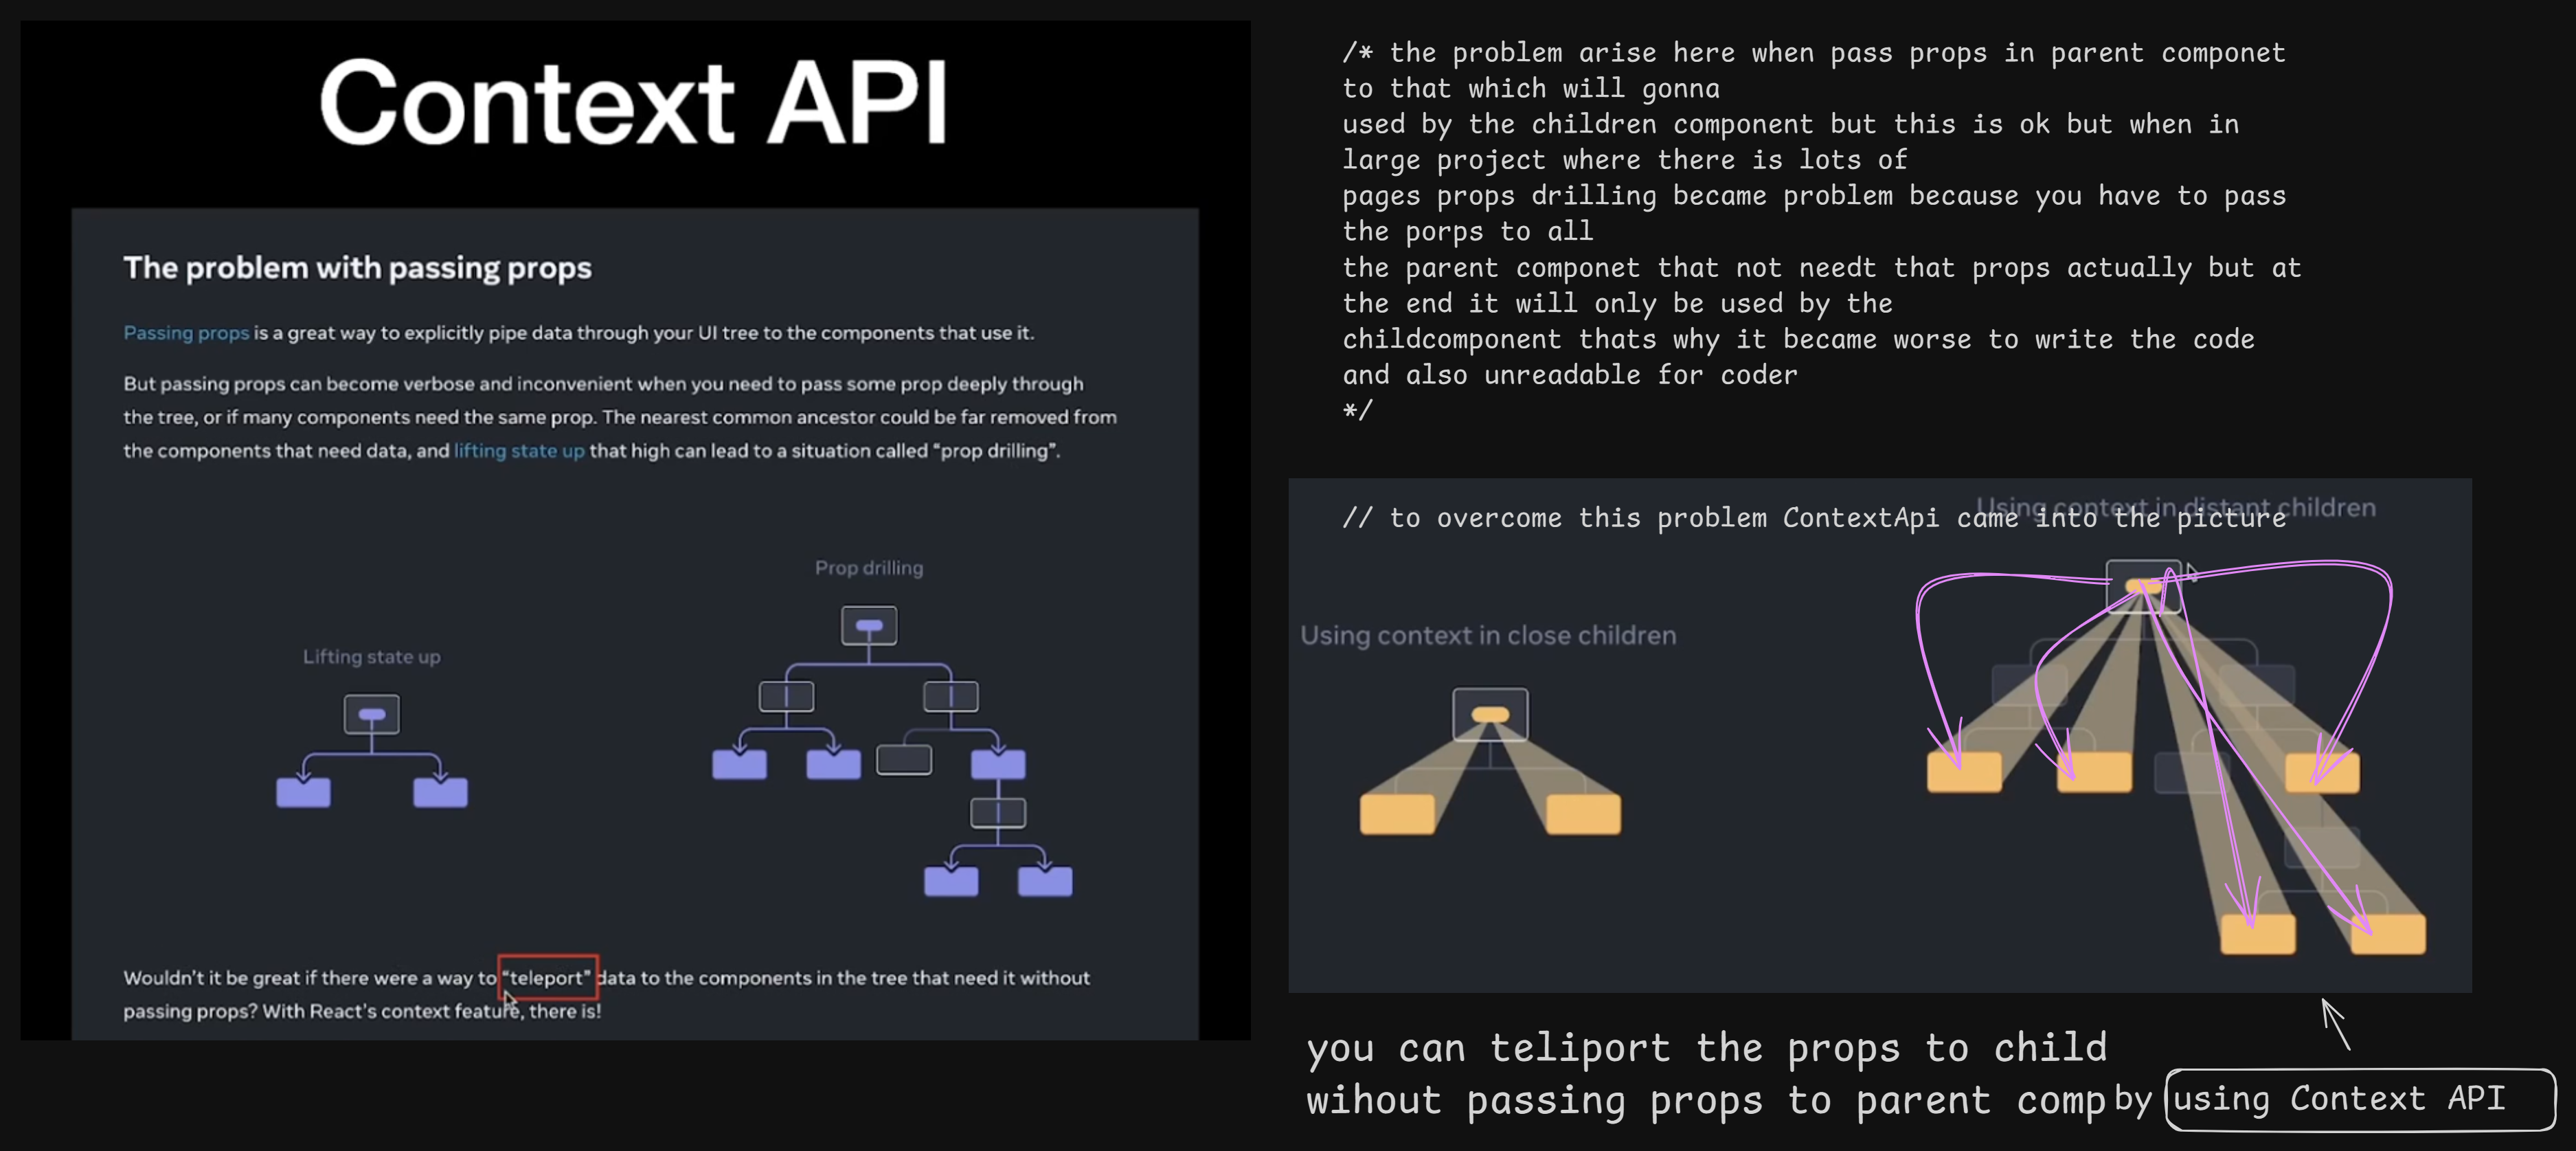 Context API
The problem with passing props
Passing props is a great way to explicitly pipe data through your UI tree to the components that use it.
But passing props can become verbose and inconvenient when you need to pass some prop deeply through
the tree, or if many components need the same prop. The nearest common ancestor could be far removed from
the components that need data, and lifting state up that high can lead to a situation called “prop drilling”.
Lifting state up
Prop drilling
Wouldn’t it be great if there were a way to “teleport” data to the components in the tree that need it without
passing props? With React’s context feature, there is!
/* the problem arise here when pass props in parent componet
to that which will gonna
used by the children component but this is ok but when in
large project where there is lots of
pages props drilling became problem because you have to pass
the porps to all
the parent componet that not needt that props actually but at
the end it will only be used by the
childcomponent thats why it became worse to write the code
and also unreadable for coder
*/
Using context in distant children
// to overcome this problem ContextApi came into the picture
Using context in close children
you can teliport the props to child
wihout passing props to parent comp by using Context API